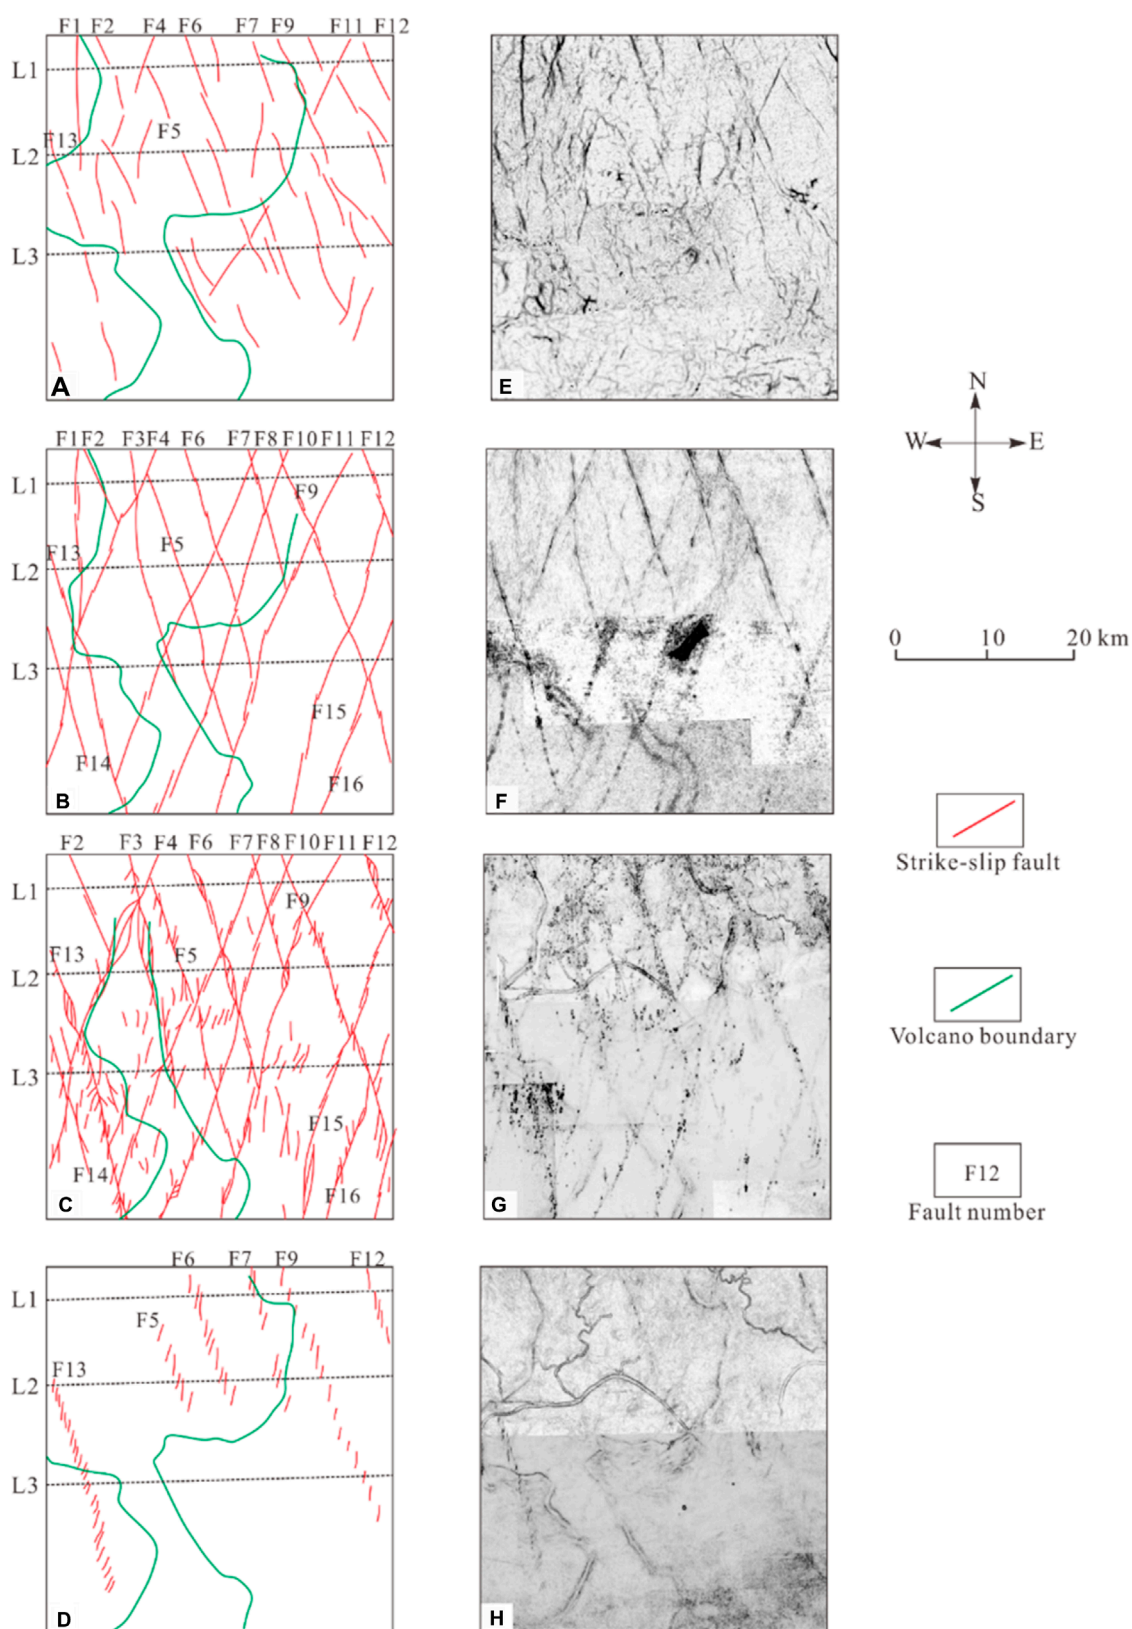 F1 F2 F4 F6 F7 F9 F11 F12
L1
F13 F5
L2
L3
A
E
N
W E
S
F1 F2 F3 F4 F6 F7 F8 F10 F11 F12
L1
F9
F13 F5
L2
L3
F15
F14
F16
B
F
0 10 20 km
Strike-slip fault
F2 F3 F4 F6 F7 F8 F10 F11 F12
L1
F9
F13 F5
L2
L3
F15
F14
F16
C
G
Volcano boundary
F12
Fault number
F6 F7 F9 F12
L1
F5
F13
L2
L3
D
H